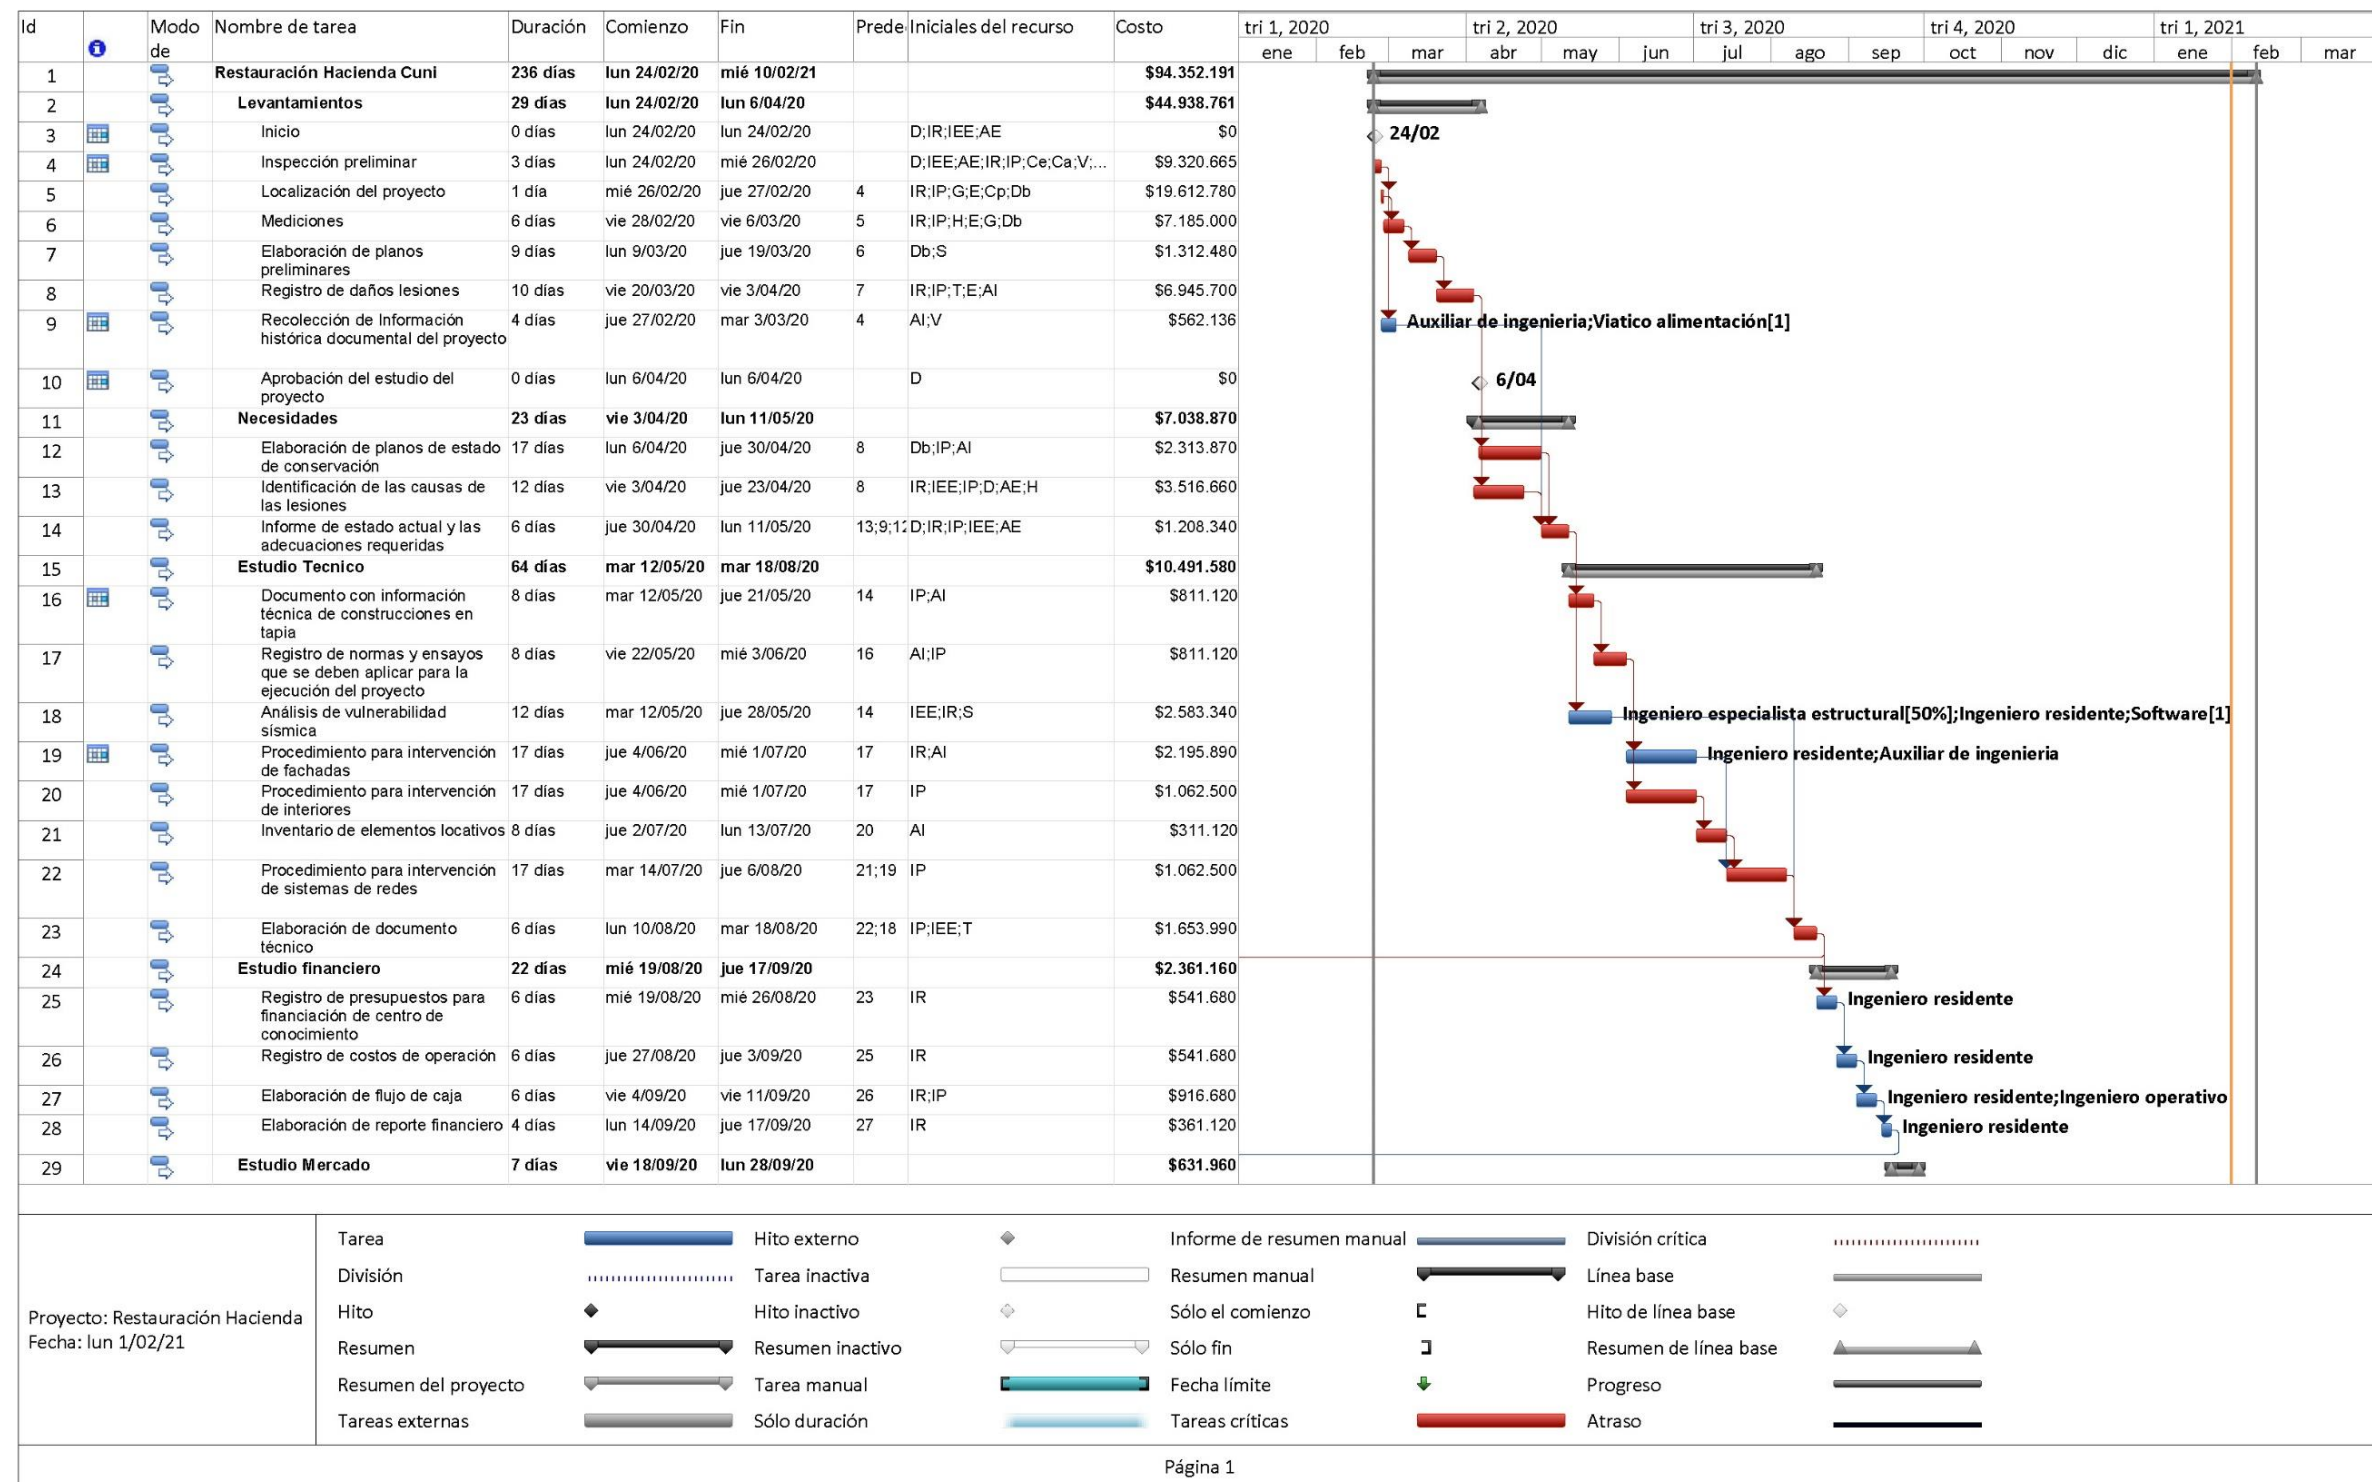 Id Modo de Nombre de tarea Duración Comienzo Fin Prede Iniciales del recurso Costo
tri 1, 2020 tri 2, 2020 tri 3, 2020 tri 4, 2020 tri 1, 2021
ene feb mar abr may jun jul ago sep oct nov dic ene feb mar
1 Restauración Hacienda Cuni 236 días lun 24/02/20 mié 10/02/21 $94.352.191
2 Levantamientos 29 días lun 24/02/20 lun 6/04/20 $44.938.761
3 Inicio 0 días lun 24/02/20 lun 24/02/20 D;IR;IEE;AE $0 24/02
4 Inspección preliminar 3 días lun 24/02/20 mié 26/02/20 D;IEE;AE;IR;IP;Ce;Ca;V;... $9.320.665
5 Localización del proyecto 1 día mié 26/02/20 jue 27/02/20 4 IR;IP;G;E;Cp;Db $19.612.780
6 Mediciones 6 días vie 28/02/20 vie 6/03/20 5 IR;IP;H;E;G;Db $7.185.000
7 Elaboración de planos 9 días lun 9/03/20 jue 19/03/20 6 Db;S $1.312.480
preliminares
8 Registro de daños lesiones 10 días vie 20/03/20 vie 3/04/20 7 IR;IP;T;E;AI $6.945.700
9 Recolección de Información 4 días jue 27/02/20 mar 3/03/20 4 AI;V $562.136 Auxiliar de ingenieria;Viatico alimentación[1]
histórica documental del proyecto
10 Aprobación del estudio del 0 días lun 6/04/20 lun 6/04/20 D $0 6/04
proyecto
11 Necesidades 23 días vie 3/04/20 lun 11/05/20 $7.038.870
12 Elaboración de planos de estado 17 días lun 6/04/20 jue 30/04/20 8 Db;IP;AI $2.313.870
de conservación
13 Identificación de las causas de 12 días vie 3/04/20 jue 23/04/20 8 IR;IEE;IP;D;AE;H $3.516.660
las lesiones
14 Informe de estado actual y las 6 días jue 30/04/20 lun 11/05/20 13;9;12 D;IR;IP;IEE;AE $1.208.340
adecuaciones requeridas
15 Estudio Tecnico 64 días mar 12/05/20 mar 18/08/20 $10.491.580
16 Documento con información 8 días mar 12/05/20 jue 21/05/20 14 IP;AI $811.120
técnica de construcciones en
tapia
17 Registro de normas y ensayos 8 días vie 22/05/20 mié 3/06/20 16 AI;IP $811.120
que se deben aplicar para la
ejecución del proyecto
18 Análisis de vulnerabilidad 12 días mar 12/05/20 jue 28/05/20 14 IEE;IR;S $2.583.340 Ingeniero especialista estructural[50%];Ingeniero residente;Software[1]
sísmica
19 Procedimiento para intervención 17 días jue 4/06/20 mié 1/07/20 17 IR;AI $2.195.890 Ingeniero residente;Auxiliar de ingenieria
de fachadas
20 Procedimiento para intervención 17 días jue 4/06/20 mié 1/07/20 17 IP $1.062.500
de interiores
21 Inventario de elementos locativos 8 días jue 2/07/20 lun 13/07/20 20 AI $311.120
22 Procedimiento para intervención 17 días mar 14/07/20 jue 6/08/20 21;19 IP $1.062.500
de sistemas de redes
23 Elaboración de documento 6 días lun 10/08/20 mar 18/08/20 22;18 IP;IEE;T $1.653.990
técnico
24 Estudio financiero 22 días mié 19/08/20 jue 17/09/20 $2.361.160
25 Registro de presupuestos para 6 días mié 19/08/20 mié 26/08/20 23 IR $541.680 Ingeniero residente
financiación de centro de
conocimiento
26 Registro de costos de operación 6 días jue 27/08/20 jue 3/09/20 25 IR $541.680 Ingeniero residente
27 Elaboración de flujo de caja 6 días vie 4/09/20 vie 11/09/20 26 IR;IP $916.680 Ingeniero residente;Ingeniero operativo
28 Elaboración de reporte financiero 4 días lun 14/09/20 jue 17/09/20 27 IR $361.120 Ingeniero residente
29 Estudio Mercado 7 días vie 18/09/20 lun 28/09/20 $631.960
Proyecto: Restauración Hacienda
Fecha: lun 1/02/21
Tarea Hito externo Informe de resumen manual División crítica
División Tarea inactiva Resumen manual Línea base
Hito Hito inactivo Sólo el comienzo Hito de línea base
Resumen Resumen inactivo Sólo fin Resumen de línea base
Resumen del proyecto Tarea manual Fecha límite Progreso
Tareas externas Sólo duración Tareas críticas Atraso
Página 1